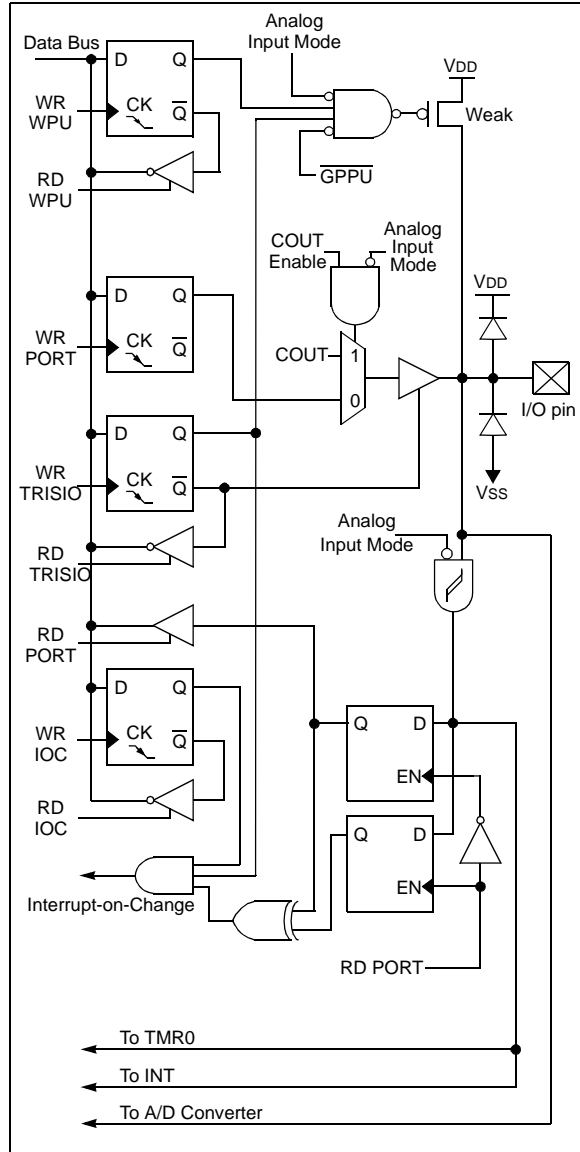 Analog
Input Mode
Data Bus
D
Q
VDD
WR
WPU
CK
Q
Weak
RD
WPU
GPPU
COUT
Enable
Analog
Input
Mode
D
Q
VDD
WR
PORT
CK
Q
COUT
1
0
I/O pin
D
Q
WR
TRISIO
CK
Q
VSS
Analog
Input Mode
RD
TRISIO
RD
PORT
D
Q
WR
IOC
CK
Q
Q
D
EN
RD
IOC
Q
D
EN
Interrupt-on-Change
RD PORT
To TMR0
To INT
To A/D Converter